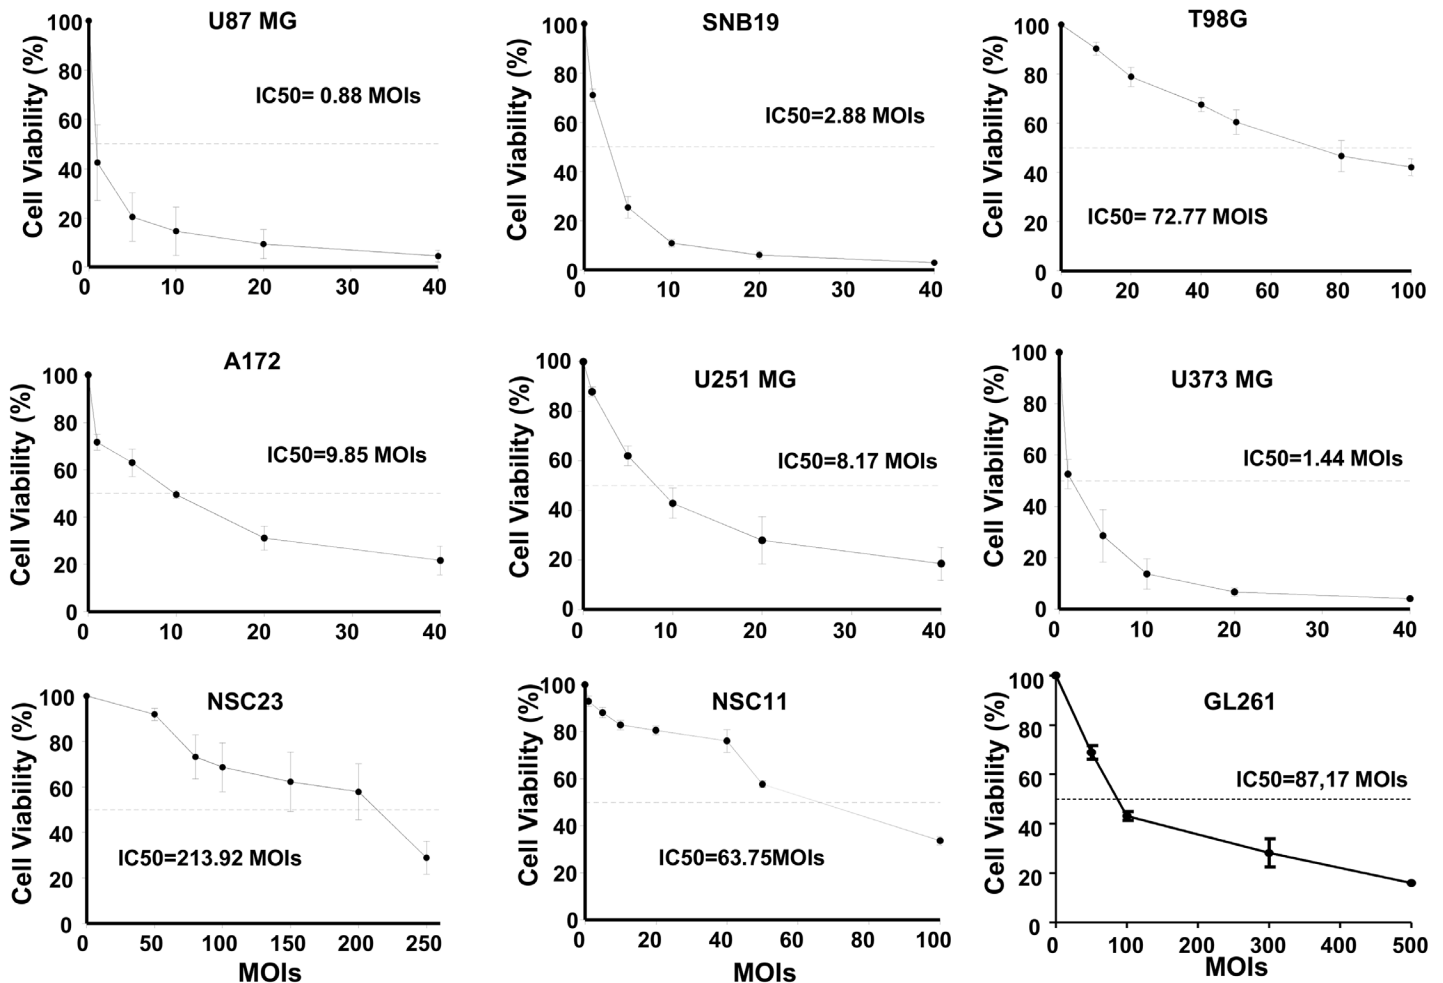 U87 MG
Cell Viability (%)
100
80
60
40
20
0
IC50= 0.88 MOIs
0 10 20 30 40
SNB19
Cell Viability (%)
100
80
60
40
20
0
IC50=2.88 MOIs
0 10 20 30 40
T98G
Cell Viability (%)
100
80
60
40
20
0
IC50= 72.77 MOIS
0 20 40 60 80 100
A172
Cell Viability (%)
100
80
60
40
20
0
IC50=9.85 MOIs
0 10 20 30 40
U251 MG
Cell Viability (%)
100
80
60
40
20
0
IC50=8.17 MOIs
0 10 20 30 40
U373 MG
Cell Viability (%)
100
80
60
40
20
0
IC50=1.44 MOIs
0 10 20 30 40
NSC23
Cell Viability (%)
100
80
60
40
20
0
IC50=213.92 MOIs
0 50 100 150 200 250
MOIs
NSC11
Cell Viability (%)
100
80
60
40
20
0
IC50=63.75MOIs
0 20 40 60 80 100
MOIs
GL261
Cell Viability (%)
100
80
60
40
20
0
IC50=87,17 MOIs
0 100 200 300 400 500
MOIs